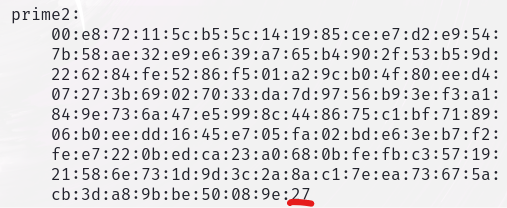 prime2:
00:e8:72:11:5c:b5:5c:14:19:85:ce:e7:d2:e9:54:
7b:58:ae:32:e9:e6:39:a7:65:b4:90:2f:53:b5:9d:
22:62:84:fe:52:86:f5:01:a2:9c:b0:4f:80:ee:d4:
07:27:3b:69:02:70:33:da:7d:97:56:b9:3e:f3:a1:
84:9e:73:6a:47:e5:99:8c:44:86:75:c1:bf:71:89:
06:b0:ee:dd:16:45:e7:05:fa:02:bd:e6:3e:b7:f2:
fe:e7:22:0b:ed:ca:23:a0:68:0b:fe:fb:c3:57:19:
21:58:6e:73:1d:9d:3c:2a:8a:c1:7e:ea:73:67:5a:
cb:3d:a8:9b:be:50:08:9e:27